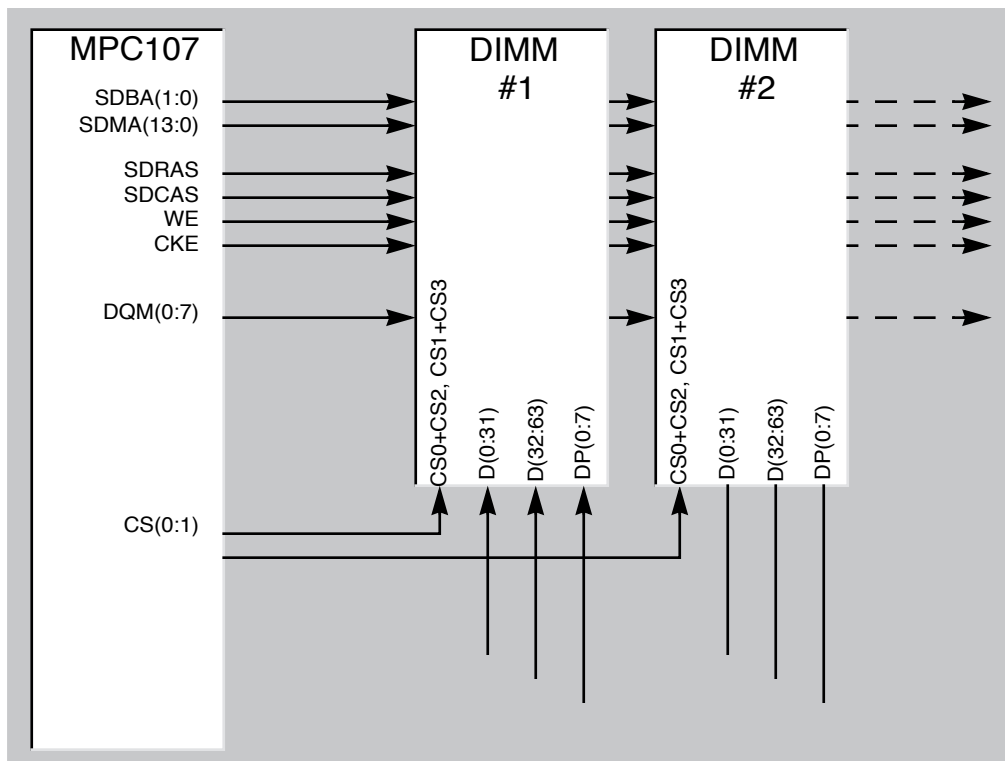 MPC107
SDBA(1:0)
SDMA(13:0)
SDRAS
SDCAS
WE
CKE
DQM(0:7)
CS(0:1)
DIMM
#1
CS0+CS2, CS1+CS3
D(0:31)
D(32:63)
DP(0:7)
DIMM
#2
CS0+CS2, CS1+CS3
D(0:31)
D(32:63)
DP(0:7)